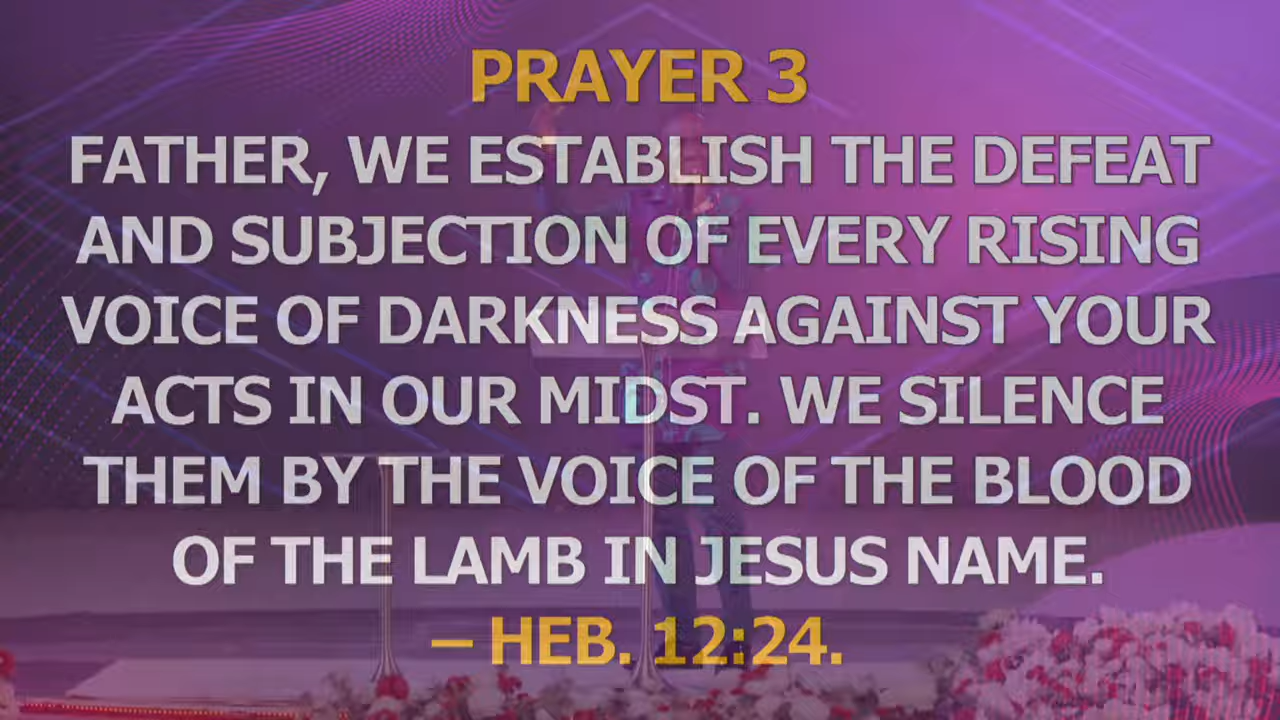 PRAYER 3
FATHER, WE ESTABLISH THE DEFEAT
AND SUBJECTION OF EVERY RISING
VOICE OF DARKNESS AGAINST YOUR
ACTS IN OUR MIDST. WE SILENCE
THEM BY THE VOICE OF THE BLOOD
OF THE LAMB IN JESUS NAME.
– HEB. 12:24.